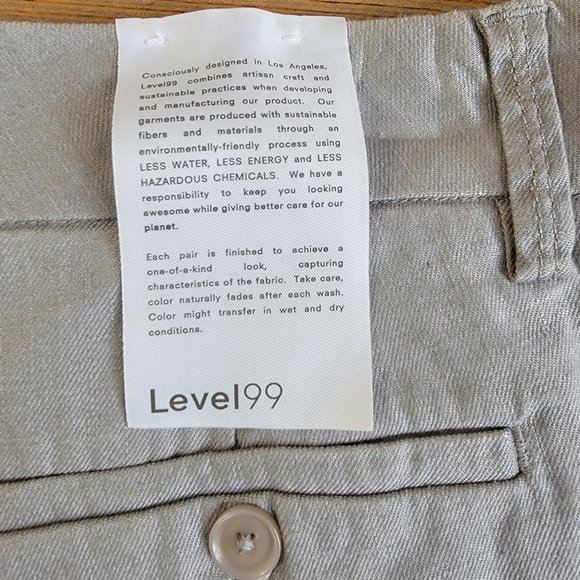 Consciously designed in Los Angeles,
Level99 combines artisan craft and
sustainable practices when developing
and manufacturing our product. Our
garments are produced with sustainable
fibers and materials through an
environmentally-friendly process using
LESS WATER, LESS ENERGY and LESS
HAZARDOUS CHEMICALS. We have a
responsibility to keep you looking
awesome while giving better care for our
planet.
Each pair is finished to achieve a
one-of-a-kind look, capturing
characteristics of the fabric. Take care,
color naturally fades after each wash.
Color might transfer in wet and dry
conditions.
Level99